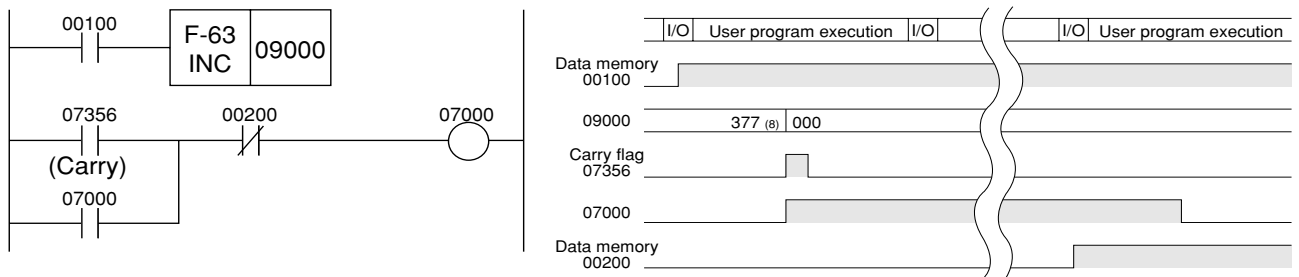 00100
F-63
INC
09000
07356
00200
07000
(Carry)
07000
I/O
User program execution
I/O
I/O
User program execution
Data memory
00100
09000
377 (8)
000
Carry flag
07356
07000
Data memory
00200